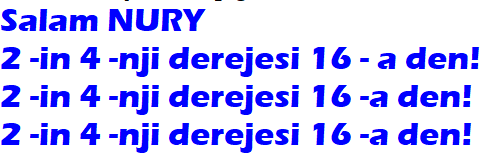 Salam NURY
2 -in 4 -nji derejesi 16 - a den!
2 -in 4 -nji derejesi 16 -a den!
2 -in 4 -nji derejesi 16 -a den!